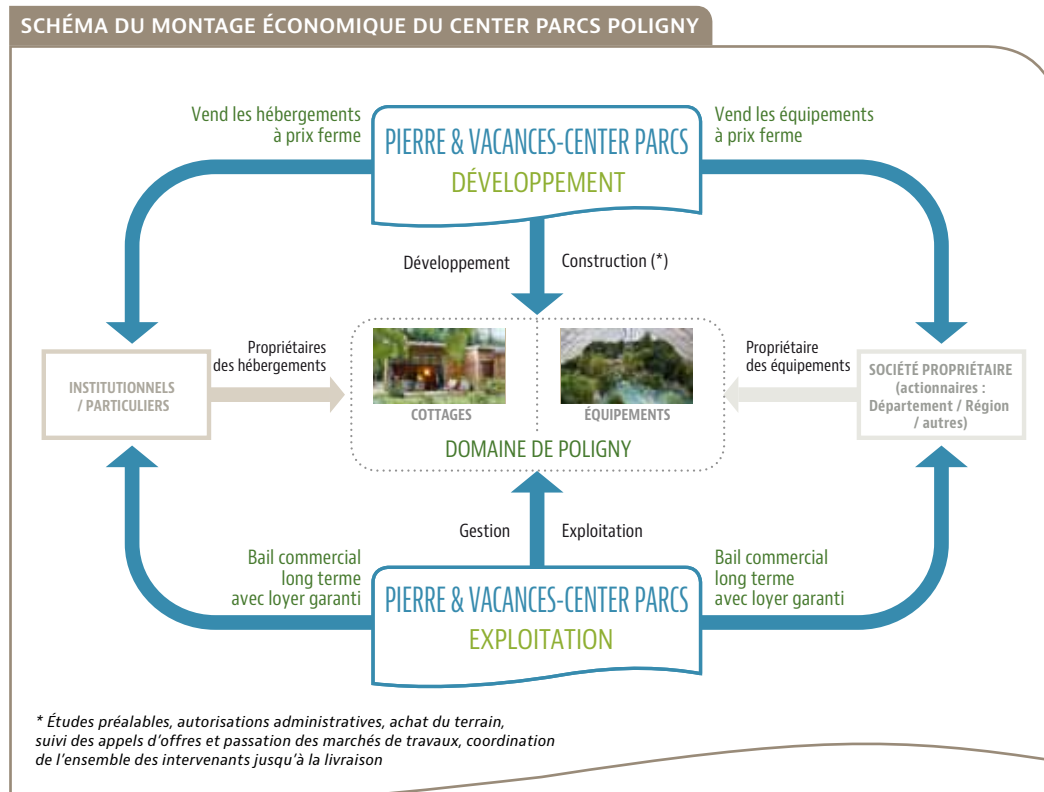 SCHÉMA DU MONTAGE ÉCONOMIQUE DU CENTER PARCS POLIGNY
Vend les hébergements
à prix ferme
PIERRE & VACANCES-CENTER PARCS
DÉVELOPPEMENT
Vend les équipements
à prix ferme
Développement
Construction (*)
INSTITUTIONNELS
/ PARTICULIERS
Propriétaires
des hébergements
COTTAGES
ÉQUIPEMENTS
DOMAINE DE POLIGNY
Propriétaire
des équipements
SOCIÉTÉ PROPRIÉTAIRE
(actionnaires :
Département / Région
/ autres)
Gestion
Exploitation
Bail commercial
long terme
avec loyer garanti
PIERRE & VACANCES-CENTER PARCS
EXPLOITATION
Bail commercial
long terme
avec loyer garanti
* Études préalables, autorisations administratives, achat du terrain,
suivi des appels d'offres et passation des marchés de travaux, coordination
de l'ensemble des intervenants jusqu'à la livraison